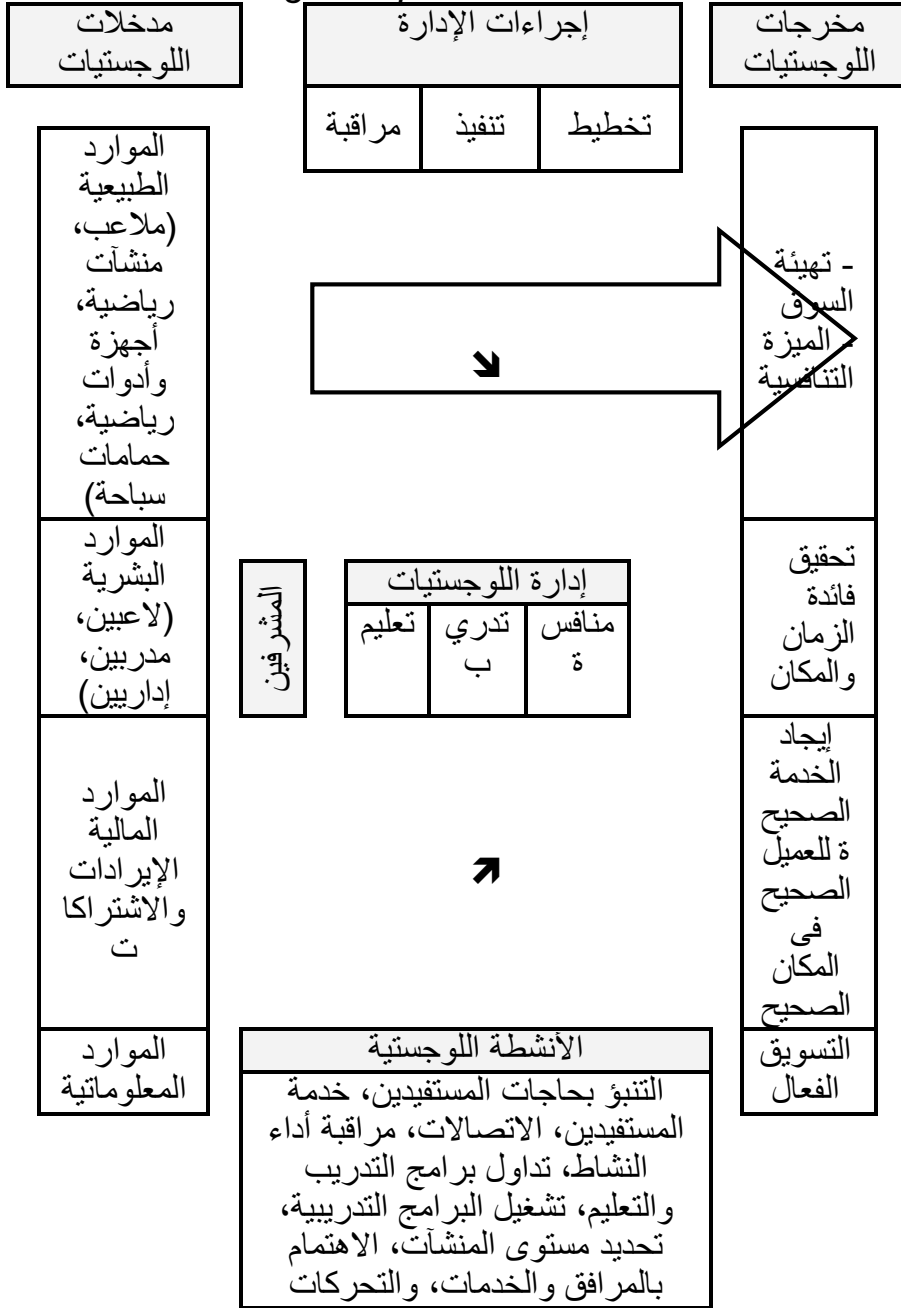 مدخلات
اللوجستيات
إجراءات الإدارة
تخطيط
تنفيذ
مراقبة
مخرجات
اللوجستيات
الموارد
الطبيعية
(ملاعب،
منشآت
رياضية،
أجهزة
وأدوات
رياضية،
حمامات
سباحة)
الموارد
البشرية
(لاعبين،
مدربين،
إداريين)
الموارد
المالية
الإيرادات
والاشتراكا
ت
الموارد
المعلوماتية
المشرفين
إدارة اللوجستيات
منافس
ة
تدري
ب
تعليم
- تهيئة
السوق
- الميزة
التنافسية
تحقيق
فائدة
الزمان
والمكان
إيجاد
الخدمة
الصحيح
ة للعميل
الصحيح
فى
المكان
الصحيح
التسويق
الفعال
الأنشطة اللوجستية
التنبؤ بحاجات المستفيدين، خدمة
المستفيدين، الاتصالات، مراقبة أداء
النشاط، تداول برامج التدريب
والتعليم، تشغيل البرامج التدريبية،
تحديد مستوى المنشآت، الاهتمام
بالمرافق والخدمات، والتحركات